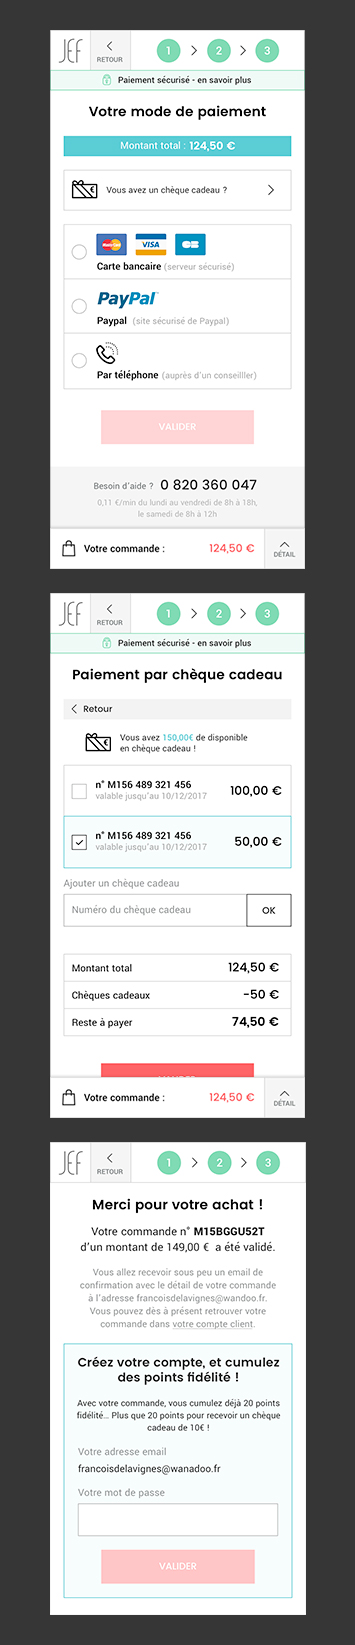 JEF
RETOUR
1 2 3
Paiement sécurisé - en savoir plus
Votre mode de paiement
Montant total : 124,50 €
Vous avez un chèque cadeau ?
MasterCard VISA CB
Carte bancaire (serveur sécurisé)
PayPal
Paypal (site sécurisé de Paypal)
Par téléphone (auprès d'un conseilller)
VALIDER
Besoin d'aide ? 0 820 360 047
0,11 €/min du lundi au vendredi de 8h à 18h,
le samedi de 8h à 12h
Votre commande : 124,50 € DÉTAIL
JEF
RETOUR
1 2 3
Paiement sécurisé - en savoir plus
Paiement par chèque cadeau
Retour
Vous avez 150,00€ de disponible
en chèque cadeau !
n° M156 489 321 456
valable jusqu'au 10/12/2017
100,00 €
n° M156 489 321 456
valable jusqu'au 10/12/2017
50,00 €
Ajouter un chèque cadeau
Numéro du chèque cadeau OK
Montant total 124,50 €
Chèques cadeaux -50 €
Reste à payer 74,50 €
Votre commande : 124,50 € DÉTAIL
JEF
RETOUR
1 2 3
Merci pour votre achat !
Votre commande n° M15BGGU52T
d'un montant de 149,00 € a été validé.
Vous allez recevoir sous peu un email de
confirmation avec le détail de votre commande
à l'adresse francoisdelavignes@wandoo.fr.
Vous pouvez dès à présent retrouver votre
commande dans votre compte client.
Créez votre compte, et cumulez
des points fidélité !
Avec votre commande, vous cumulez déjà 20 points
fidélité... Plus que 20 points pour recevoir un chèque
cadeau de 10€ !
Votre adresse email
francoisdelavignes@wanadoo.fr
Votre mot de passe
VALIDER